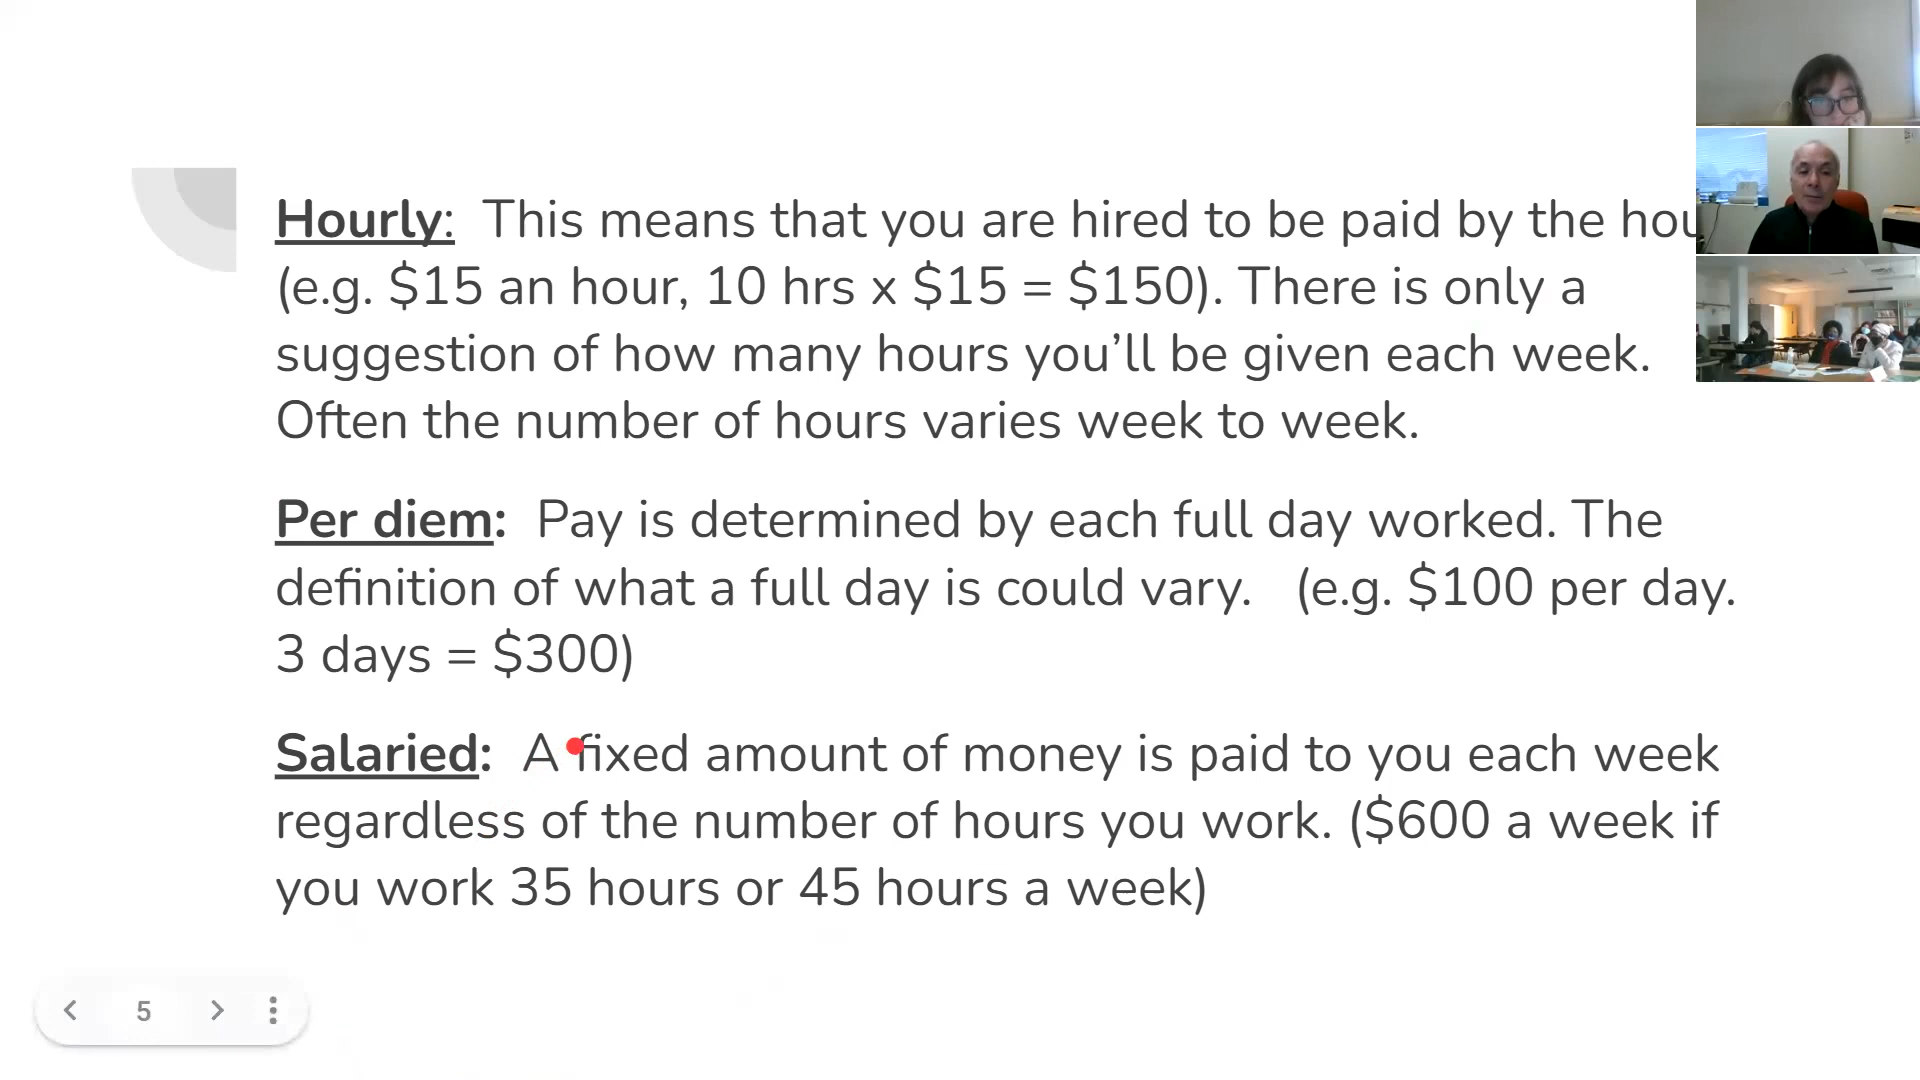 Hourly: This means that you are hired to be paid by the
(e.g. $15 an hour, 10 hrs x $15 = $150). There is only a
suggestion of how many hours you’ll be given each week.
Often the number of hours varies week to week.
Per diem: Pay is determined by each full day worked. The
definition of what a full day is could vary. (e.g. $100 per day.
3 days = $300)
Salaried: A fixed amount of money is paid to you each week
regardless of the number of hours you work. ($600 a week if
you work 35 hours or 45 hours a week)
5